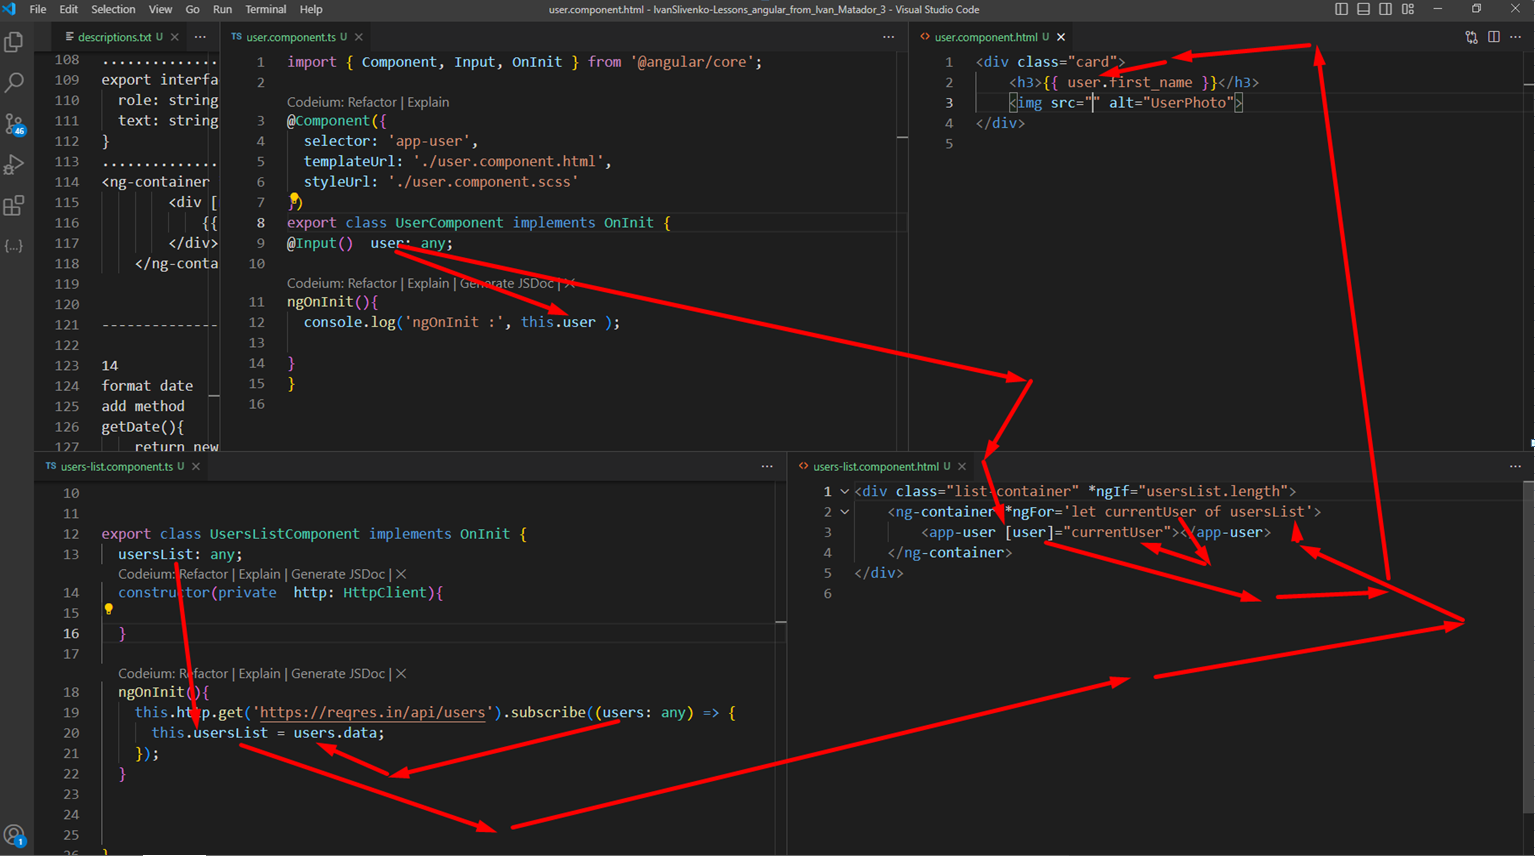 File Edit Selection View Go Run Terminal Help
user.component.html - IvanSlivenko-Lessons_angular_from_Ivan_Matador_3 - Visual Studio Code
descriptions.txt U
108 ..............
109 export interfa
110 role: string
111 text: string
112 }
113 ..............
114 <ng-container
115 <div [
116 {{
117 </div>
118 </ng-conta
119
120
121 --------------
122
123 14
124 format date
125 add method
126 getDate(){
127 return new
TS user.component.ts U
1 import { Component, Input, OnInit } from '@angular/core';
2
Codeium: Refactor | Explain
3 @Component({
4 selector: 'app-user',
5 templateUrl: './user.component.html',
6 styleUrl: './user.component.scss'
7 })
8 export class UserComponent implements OnInit {
9 @Input() user: any;
10
Codeium: Refactor | Explain | Generate JSDoc | X
11 ngOnInit(){
12 console.log('ngOnInit :', this.user );
13
14 }
15 }
16
<> user.component.html U
1 <div class="card">
2 <h3>{{ user.first_name }}</h3>
3 <img src="" alt="UserPhoto">
4 </div>
5
TS users-list.component.ts U
10
11
12 export class UsersListComponent implements OnInit {
13 usersList: any;
Codeium: Refactor | Explain | Generate JSDoc | X
14 constructor(private http: HttpClient){
15
16 }
17
Codeium: Refactor | Explain | Generate JSDoc | X
18 ngOnInit(){
19 this.http.get('https://reqres.in/api/users').subscribe((users: any) => {
20 this.usersList = users.data;
21 });
22 }
23
24
25
26 }
<> users-list.component.html U
1 <div class="list-container" *ngIf="usersList.length">
2 <ng-container *ngFor='let currentUser of usersList'>
3 <app-user [user]="currentUser"></app-user>
4 </ng-container>
5 </div>
6
46
1